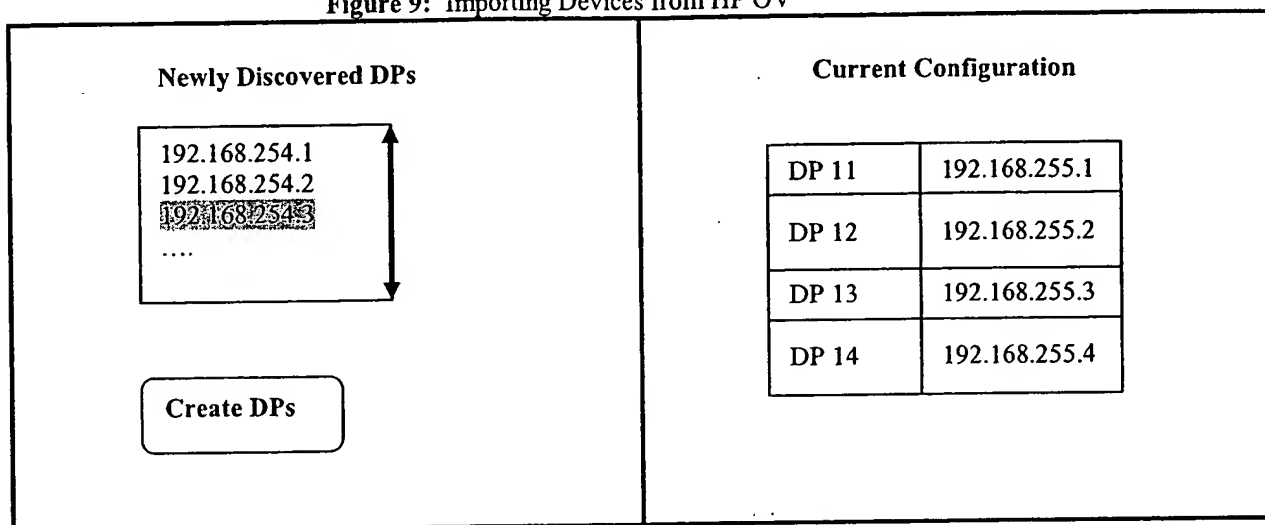 Figure 9: Importing Devices from HP OV
Newly Discovered DPs
192.168.254.1
192.168.254.2
192.168.254.3
....
Create DPs
Current Configuration
DP 11 192.168.255.1
DP 12 192.168.255.2
DP 13 192.168.255.3
DP 14 192.168.255.4